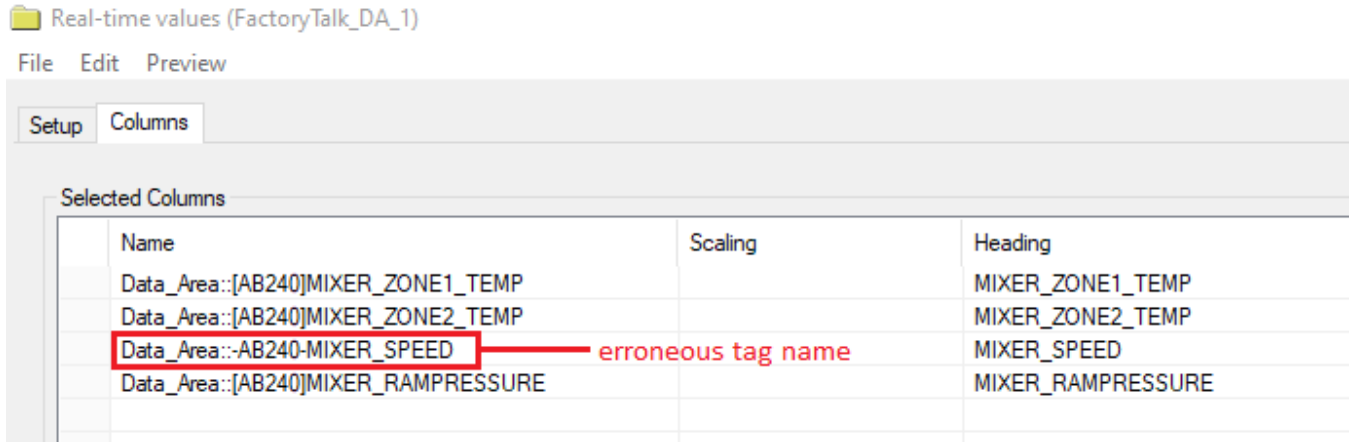 Real-time values (FactoryTalk_DA_1)
File Edit Preview
Setup Columns
Selected Columns
Name Scaling Heading
Data_Area::[AB240]MIXER_ZONE1_TEMP MIXER_ZONE1_TEMP
Data_Area::[AB240]MIXER_ZONE2_TEMP MIXER_ZONE2_TEMP
Data_Area::-AB240-MIXER_SPEED erroneous tag name MIXER_SPEED
Data_Area::[AB240]MIXER_RAMPRESSURE MIXER_RAMPRESSURE